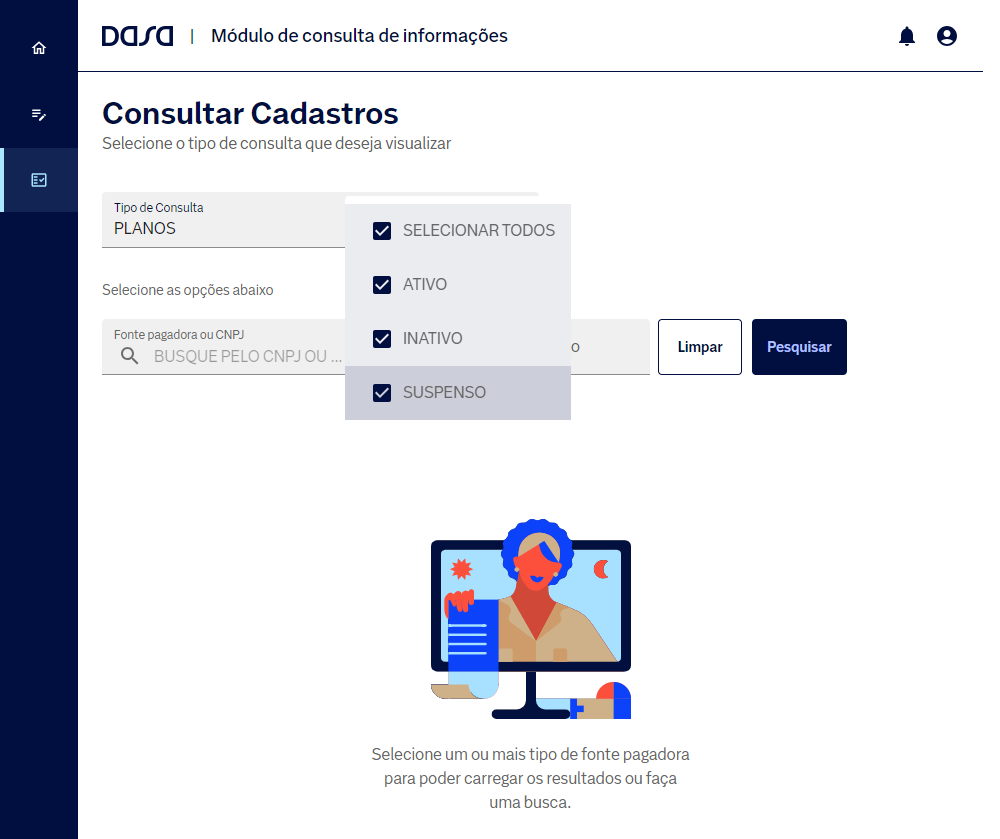 DASA | Módulo de consulta de informações
Consultar Cadastros
Selecione o tipo de consulta que deseja visualizar
Tipo de Consulta
PLANOS
SELECIONAR TODOS
ATIVO
INATIVO
SUSPENSO
Selecione as opções abaixo
Fonte pagadora ou CNPJ
BUSQUE PELO CNPJ OU ...
o
Limpar
Pesquisar
Selecione um ou mais tipo de fonte pagadora
para poder carregar os resultados ou faça
uma busca.